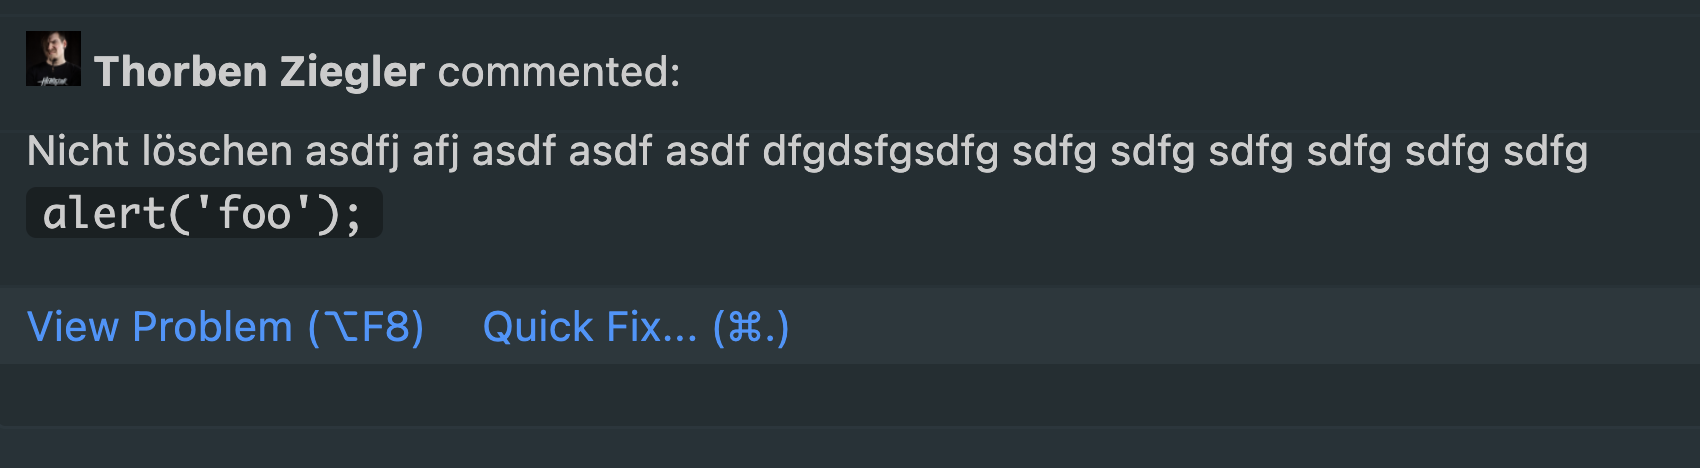 Thorben Ziegler commented:
Nicht löschen asdfj afj asdf asdf asdf dfgdsfgsdfg sdfg sdfg sdfg sdfg sdfg sdfg
alert('foo');
View Problem (⌥F8) Quick Fix... (⌘.)